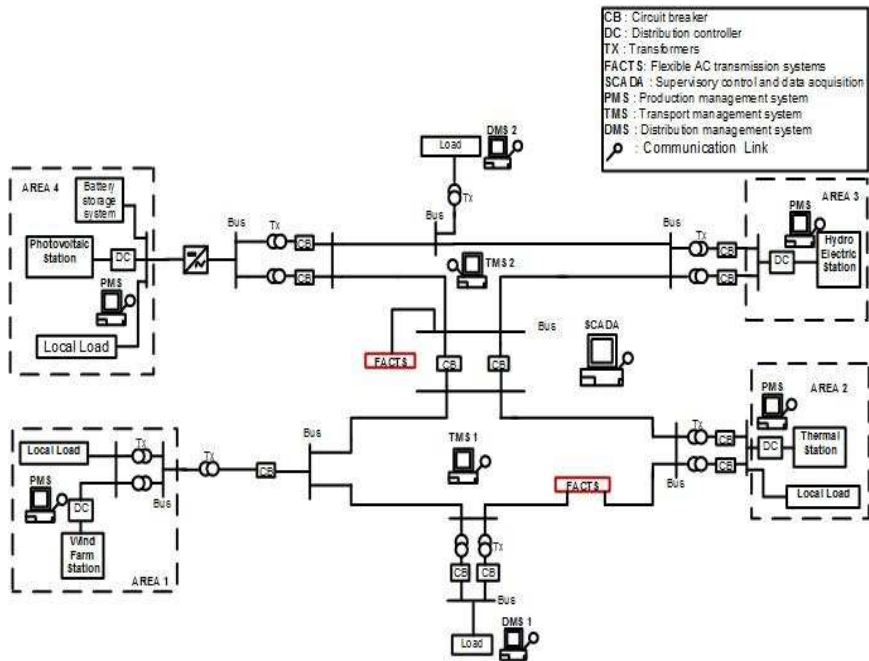 CB : Circuit breaker
DC : Distribution controller
TX : Transformers
FACTS: Flexible AC transmission systems
SCADA : Supervisory control and data acquisition
PMS : Production management system
TMS : Transport management system
DMS : Distribution management system
: Communication Link
DMS 2
Load
Tx
Bus
AREA 4
Battery
storage
system
Photovoltaic
Station
DC
PMS
Local Load
Bus
Tx
CB
CB
TMS 2
AREA 3
PMS
Tx
CB
CB
DC
Hydro
Electric
Station
Bus
FACTS
CB
CB
SCADA
AREA 2
PMS
Bus
Tx
CB
CB
DC
Thermal
Station
Local Load
Bus
AREA 1
Local Load
Tx
PMS
DC
Wind
Farm
Station
Bus
Tx
CB
Bus
TMS 1
FACTS
Tx
CB
CB
Bus
Load
DMS 1